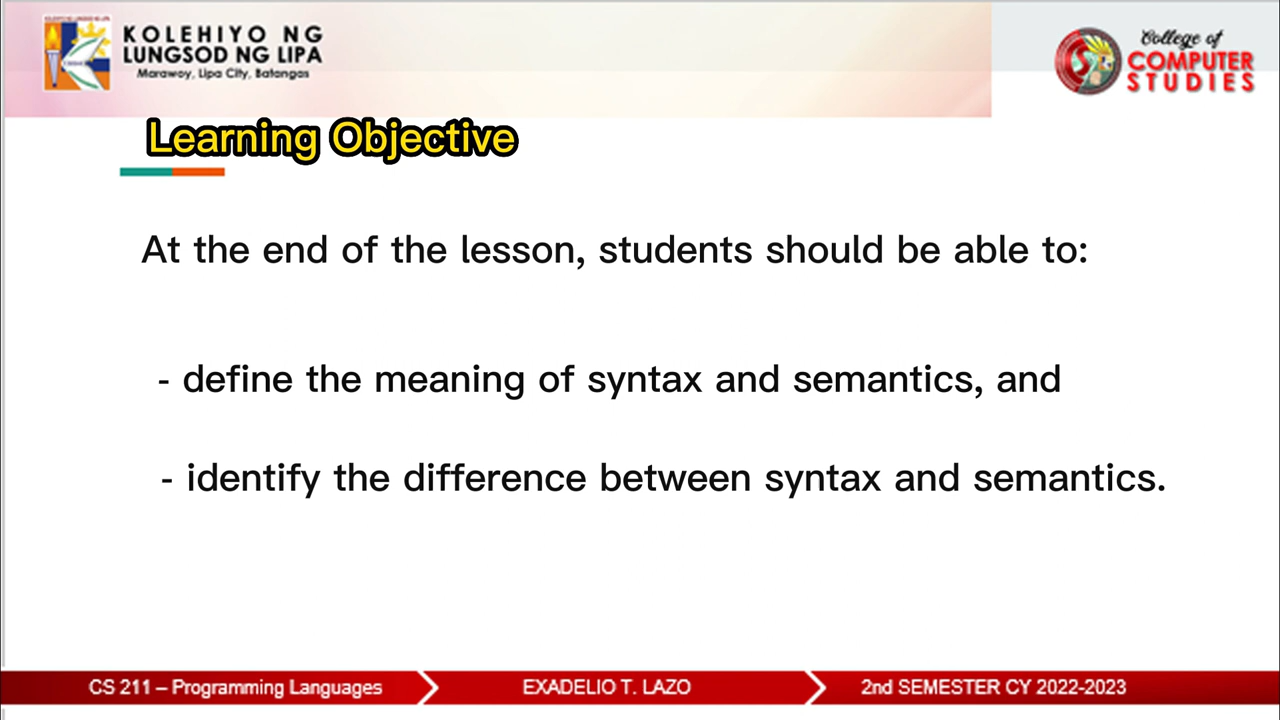 KOLEHIYO NG
LUNGSOD NG LIPA
Marawoy, Lipa City, Batangas
College of
COMPUTER
STUDIES
Learning Objective
At the end of the lesson, students should be able to:
- define the meaning of syntax and semantics, and
- identify the difference between syntax and semantics.
CS 211 – Programming Languages
EXADELIO T. LAZO
2nd SEMESTER CY 2022-2023